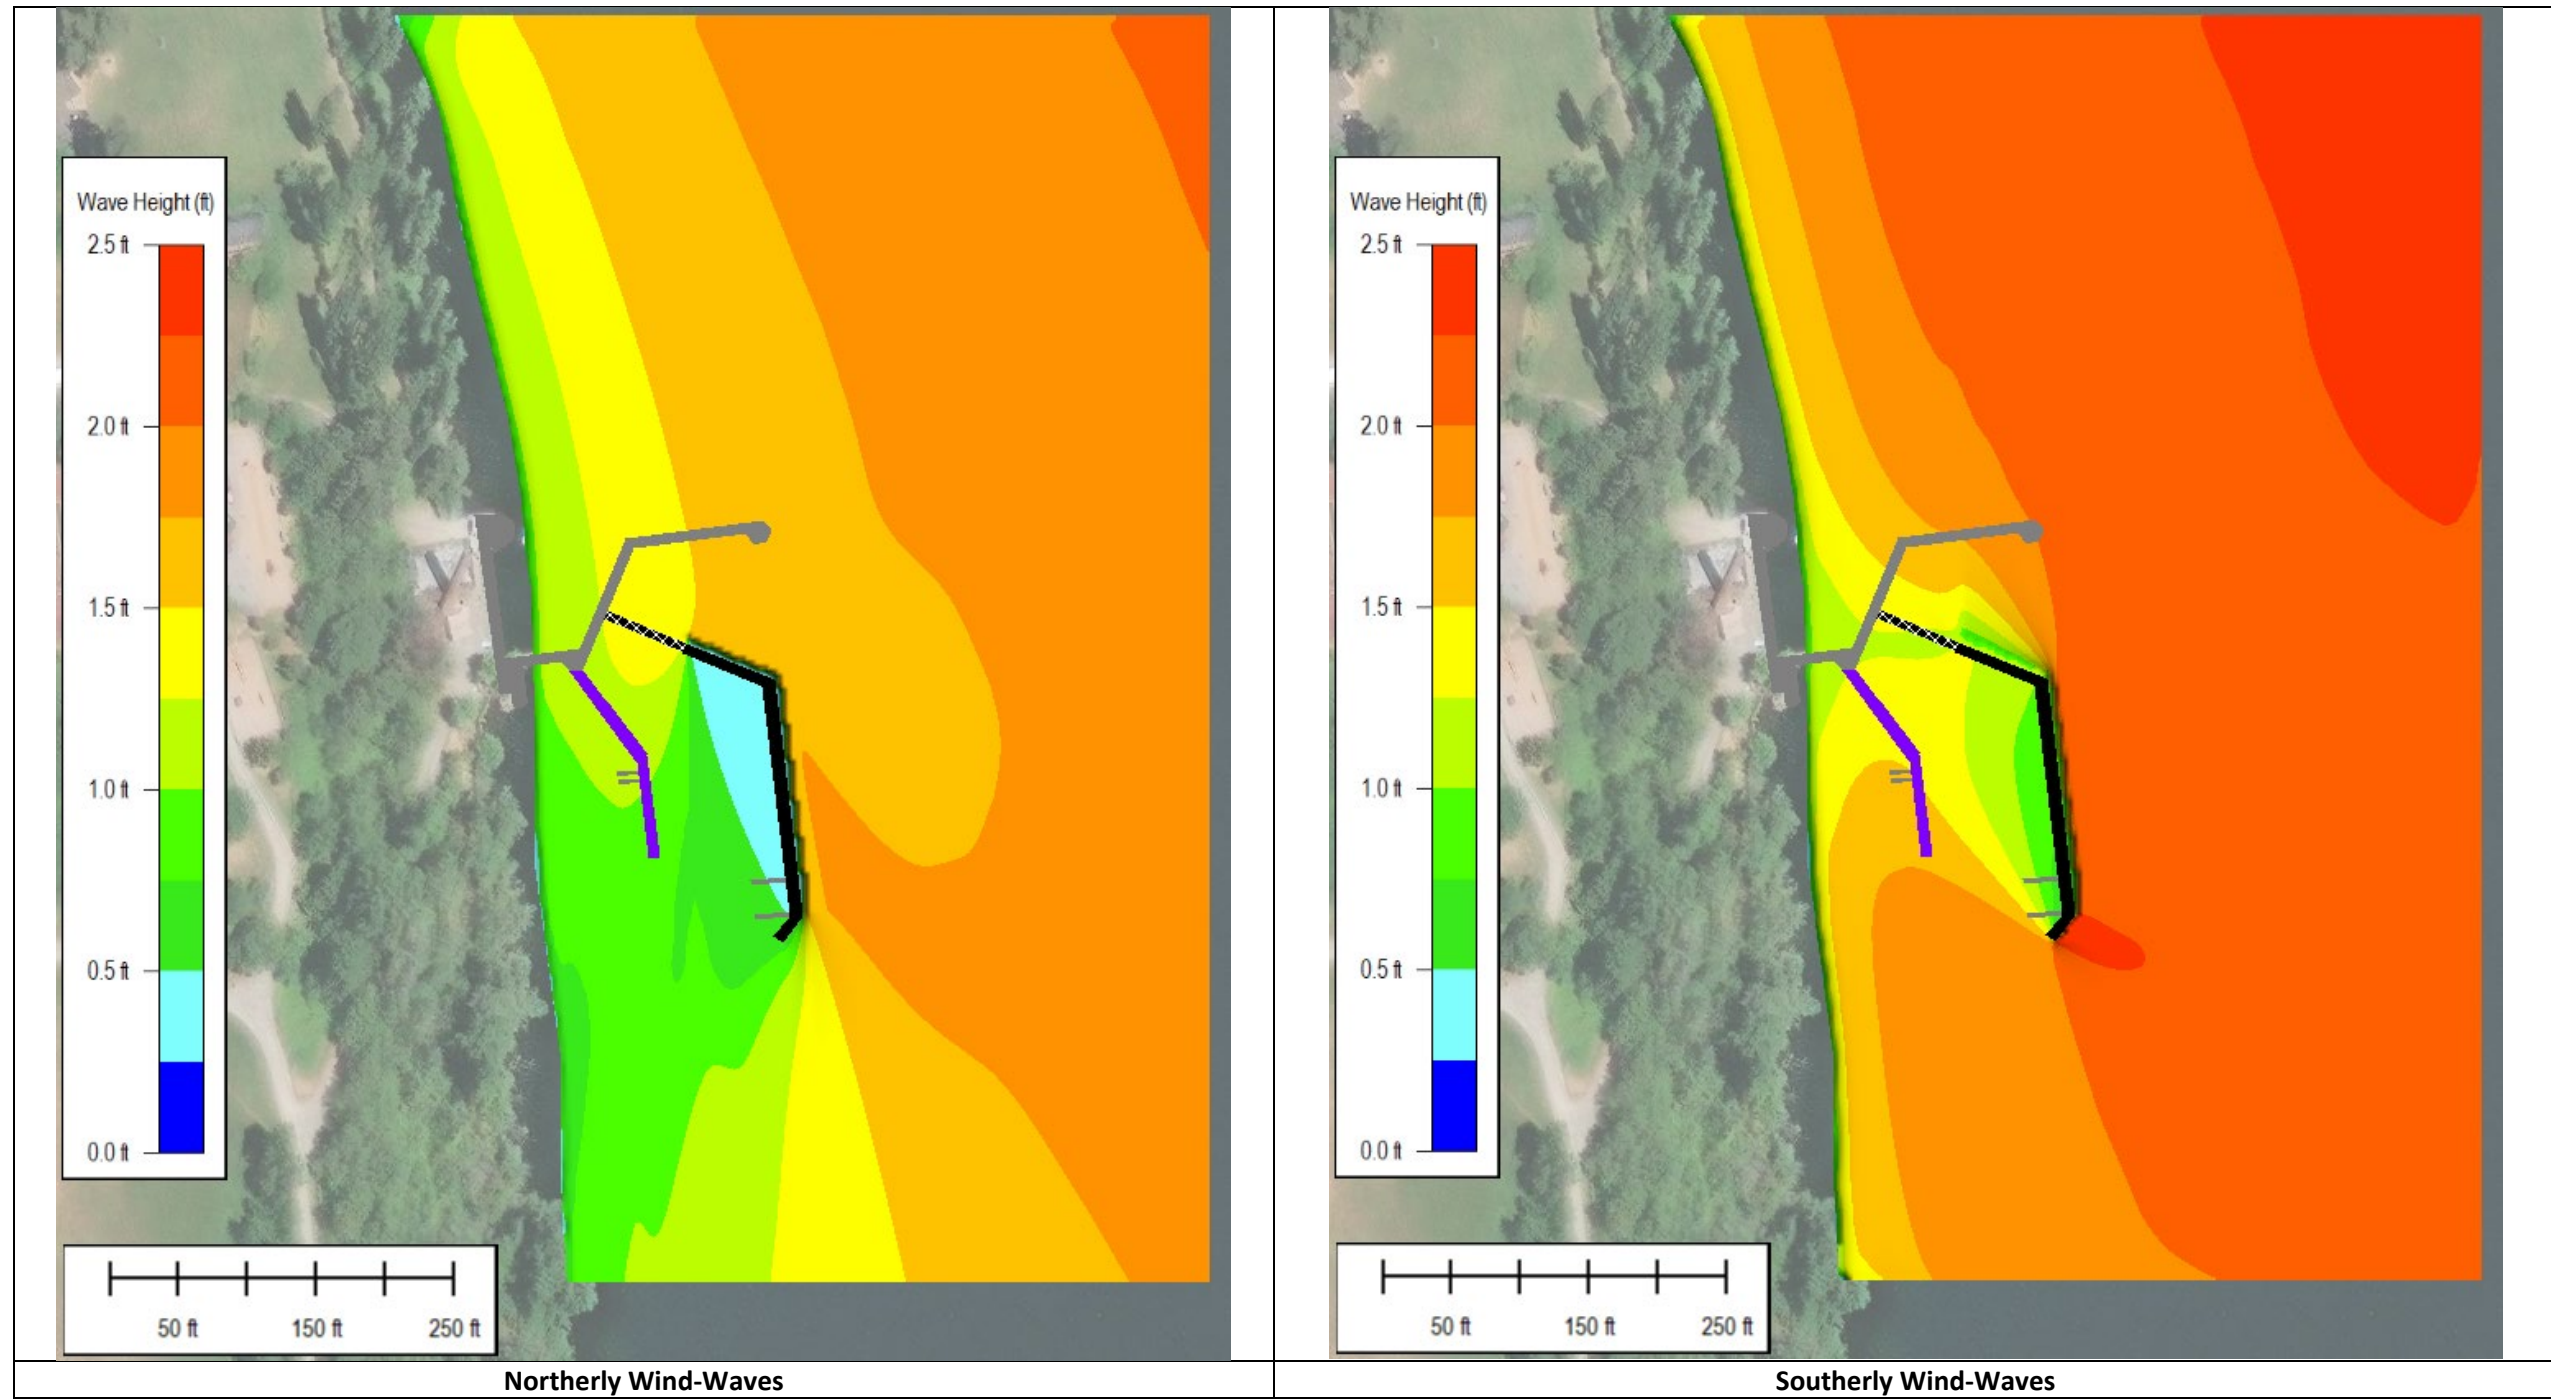 Wave Height (ft)
2.5 ft
2.0 ft
1.5 ft
1.0 ft
0.5 ft
0.0 ft
50 ft 150 ft 250 ft
Northerly Wind-Waves
Wave Height (ft)
2.5 ft
2.0 ft
1.5 ft
1.0 ft
0.5 ft
0.0 ft
50 ft 150 ft 250 ft
Southerly Wind-Waves